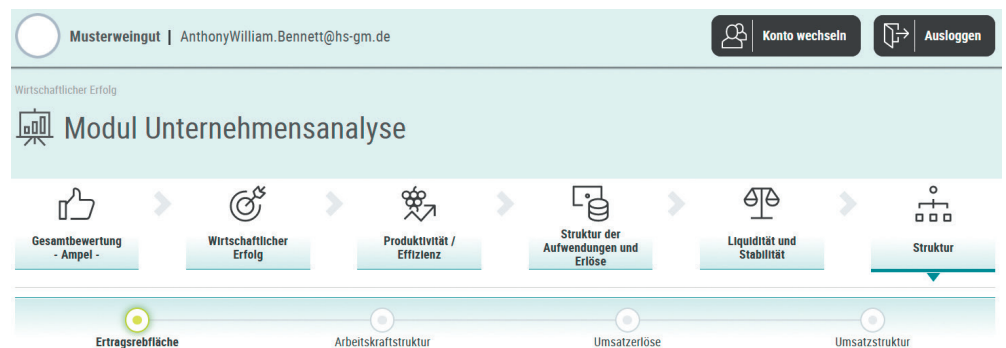 Musterweingut | AnthonyWilliam.Bennett@hs-gm.de
Konto wechseln
Ausloggen
Wirtschaftlicher Erfolg
Modul Unternehmensanalyse
Gesamtbewertung
- Ampel -
Wirtschaftlicher
Erfolg
Produktivität /
Effizienz
Struktur der
Aufwendungen und
Erlöse
Liquidität und
Stabilität
Struktur
Ertragsrebfläche
Arbeitskraftstruktur
Umsatzerlöse
Umsatzstruktur